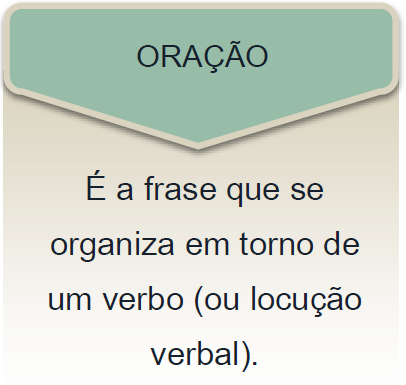 ORAÇÃO
É a frase que se
organiza em torno de
um verbo (ou locução
verbal).